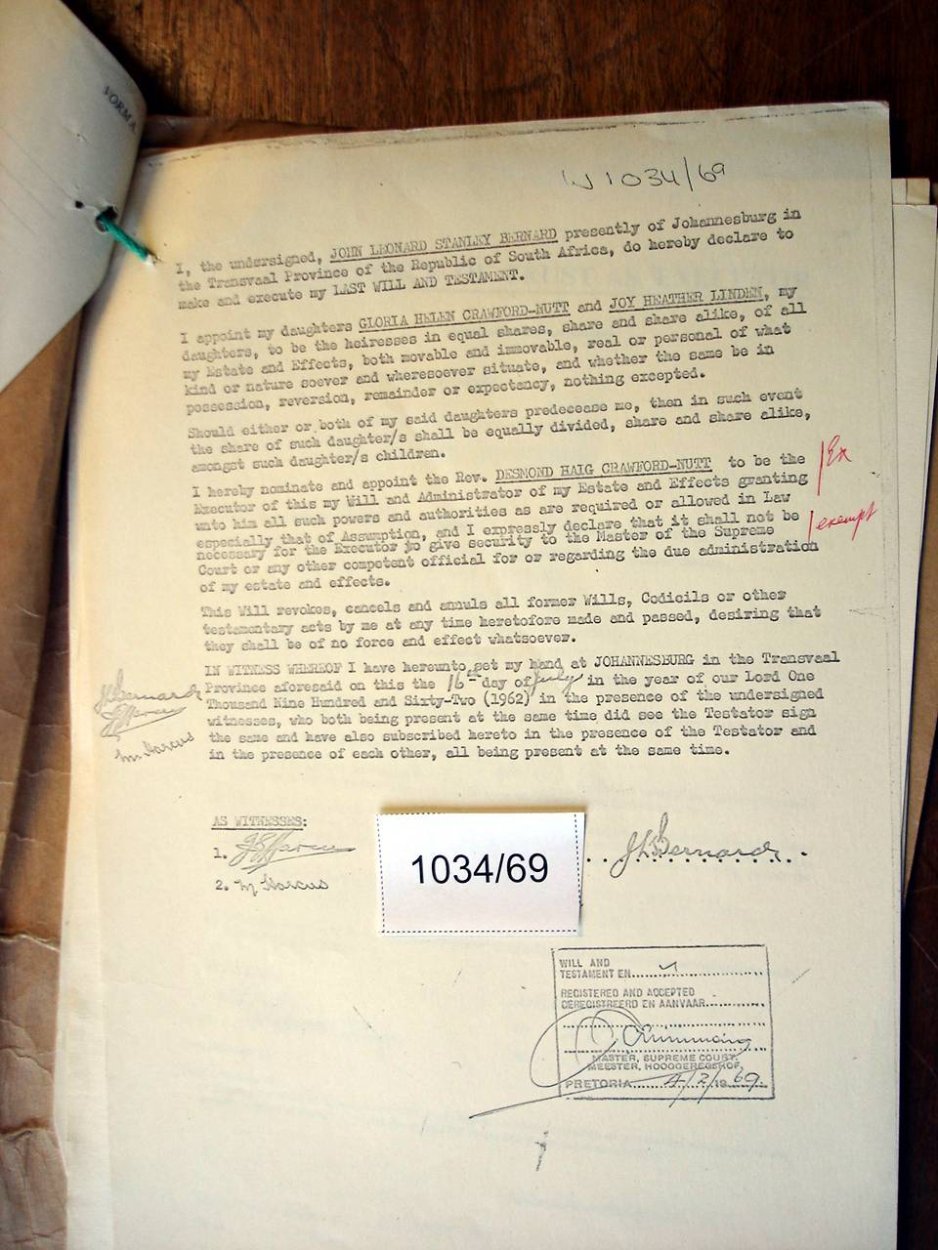 VORM A
W 1034/69
I, the undersigned, JOHN LEONARD STANLEY BERNARD presently of Johannesburg in
the Transvaal Province of the Republic of South Africa, do hereby declare to
make and execute my LAST WILL AND TESTAMENT.
I appoint my daughters GLORIA HELEN CRAWFORD-NUTT and JOY HEATHER LINDEN, my
daughters, to be the heiresses in equal shares, share and share alike, of all
my Estate and Effects, both movable and immovable, real or personal of what
kind or nature soever and wheresoever situate, and whether the same be in
possession, reversion, remainder or expectancy, nothing excepted.
Should either or both of my said daughters predecease me, then in such event
the share of such daughter/s shall be equally divided, share and share alike,
amongst such daughter/s children.
I hereby nominate and appoint the Rev. DESMOND HAIG CRAWFORD-NUTT to be the
Executor of this my Will and Administrator of my Estate and Effects granting
unto him all such powers and authorities as are required or allowed in Law
especially that of Assumption, and I expressly declare that it shall not be
necessary for the Executor to give security to the Master of the Supreme
Court or any other competent official for or regarding the due administration
of my estate and effects.
Ex
exempt
This Will revokes, cancels and annuls all former Wills, Codicils or other
testamentary acts by me at any time heretofore made and passed, desiring that
they shall be of no force and effect whatsoever.
IN WITNESS WHEREOF I have hereunto set my hand at JOHANNESBURG in the Transvaal
Province aforesaid on this the 16th day of July in the year of our Lord One
Thousand Nine Hundred and Sixty-Two (1962) in the presence of the undersigned
witnesses, who both being present at the same time did see the Testator sign
the same and have also subscribed hereto in the presence of the Testator and
in the presence of each other, all being present at the same time.
JLSBernard
M Marcus
AS WITNESSES:
1.
2. M Marcus
JLSBernard
1034/69
WILL AND
TESTAMENT EN
REGISTERED AND ACCEPTED
GEREGISTREERD EN AANVAAR
MASTER, SUPREME COURT.
MEESTER, HOOGGEREGSHOF,
PRETORIA 4/2/1969.